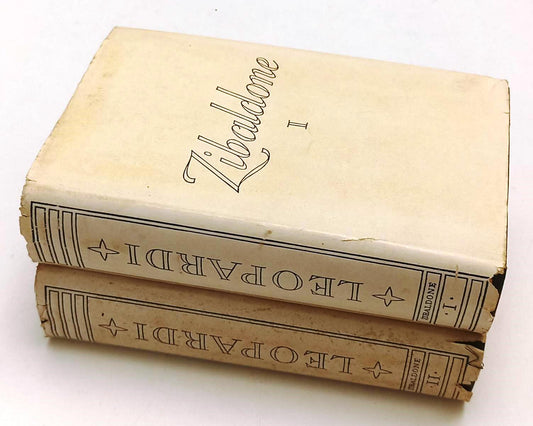 Zibaldone
I
LEOPARDI
ZIBALDONE
· I ·
LEOPARDI
ZIBALDONE
· II ·